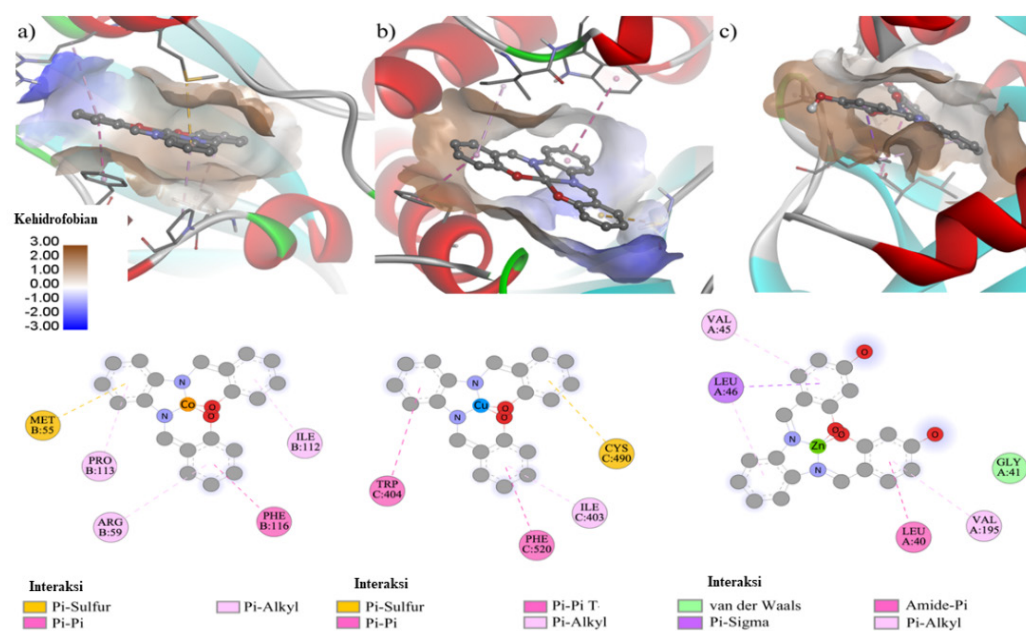 a)
b)
c)
Kehidrofobian
3.00
2.00
1.00
0.00
-1.00
-2.00
-3.00
MET
B:55
PRO
B:113
ARG
B:59
PHE
B:116
ILE
B:112
N
N
Co
O
O
TRP
C:404
PHE
C:520
ILE
C:403
CYS
C:490
N
N
Cu
O
O
VAL
A:45
LEU
A:46
GLY
A:41
VAL
A:195
LEU
A:40
O
O
O
O
N
N
Zn
Interaksi
Pi-Sulfur
Pi-Pi
Pi-Alkyl
Interaksi
Pi-Sulfur
Pi-Pi
Pi-Pi T-
Pi-Alkyl
Interaksi
van der Waals
Pi-Sigma
Amide-Pi
Pi-Alkyl